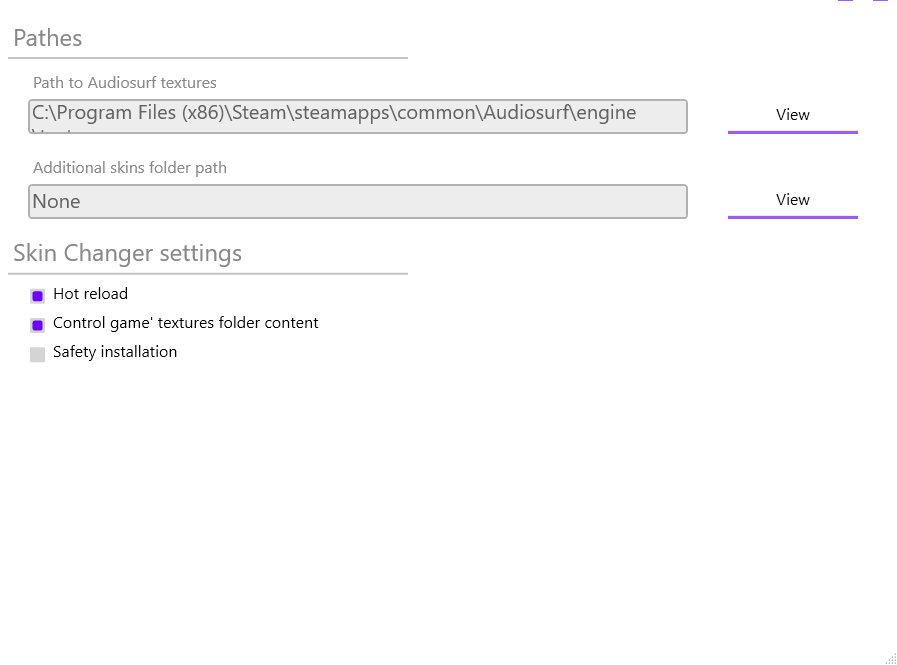 Pathes
Path to Audiosurf textures
C:\Program Files (x86)\Steam\steamapps\common\Audiosurf\engine
View
Additional skins folder path
None
View
Skin Changer settings
Hot reload
Control game' textures folder content
Safety installation